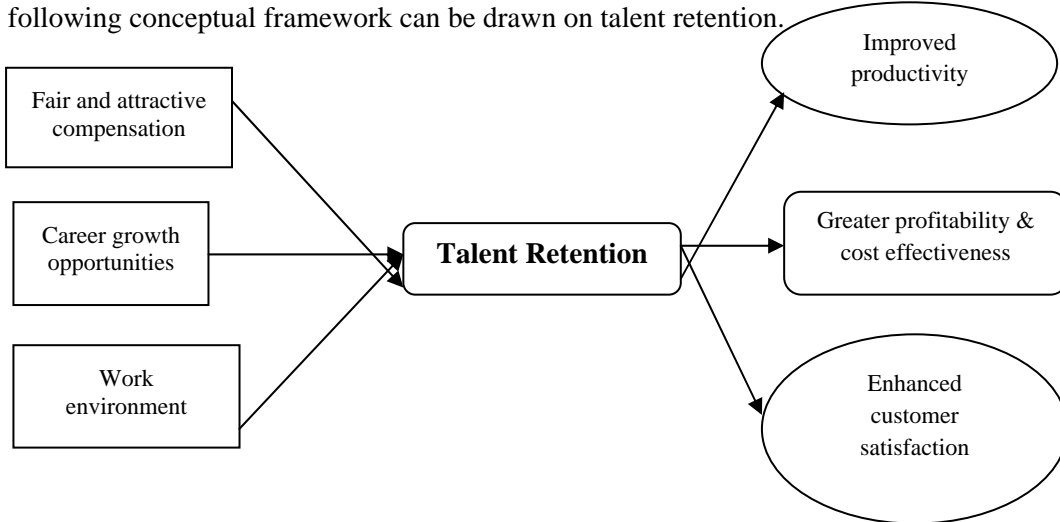 following conceptual framework can be drawn on talent retention.
Fair and attractive
compensation
Career growth
opportunities
Work
environment
Talent Retention
Improved
productivity
Greater profitability &
cost effectiveness
Enhanced
customer
satisfaction